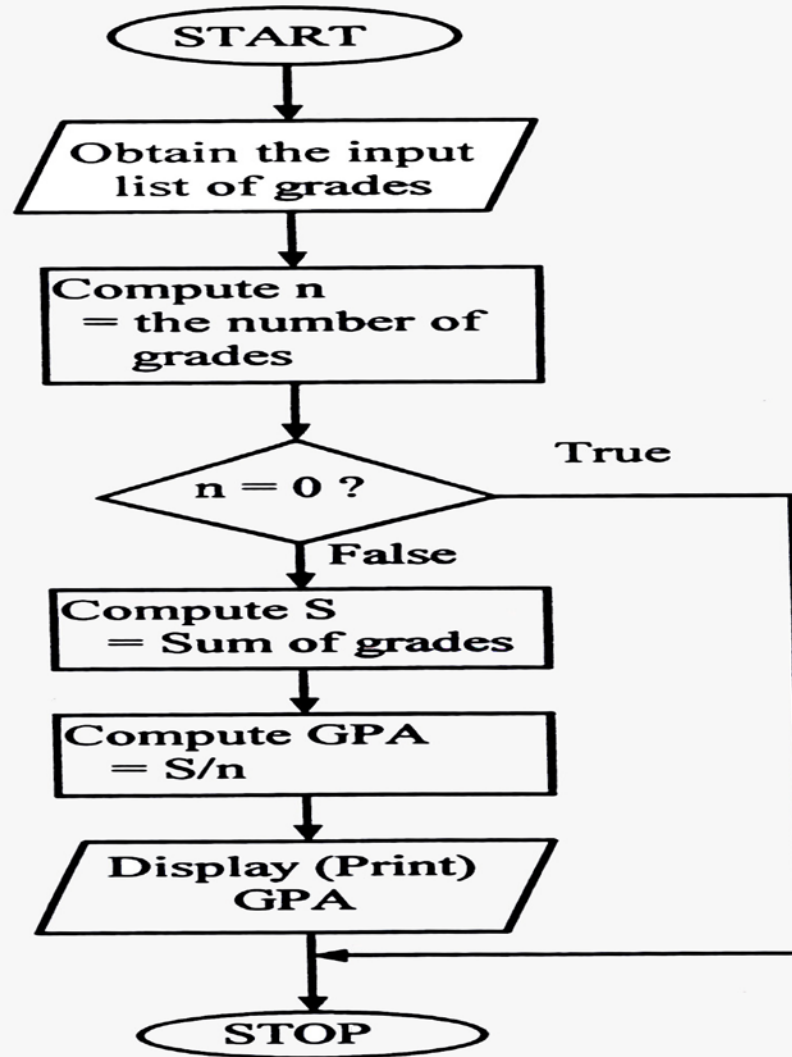 START
Obtain the input
list of grades
Compute n
= the number of
grades
n = 0 ?
True
False
Compute S
= Sum of grades
Compute GPA
= S/n
Display (Print)
GPA
STOP